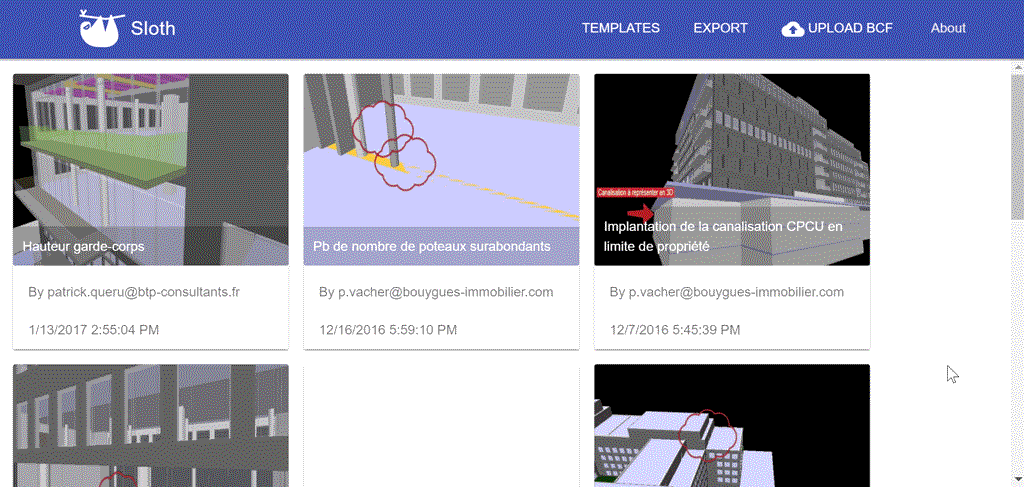 Sloth
TEMPLATES
EXPORT
UPLOAD BCF
About
Hauteur garde-corps
By patrick.queru@btp-consultants.fr
1/13/2017 2:55:04 PM
Pb de nombre de poteaux surabondants
By p.vacher@bouygues-immobilier.com
12/16/2016 5:59:10 PM
Canalisation à représenter en 3D
Implantation de la canalisation CPCU en
limite de propriété
By p.vacher@bouygues-immobilier.com
12/7/2016 5:45:39 PM